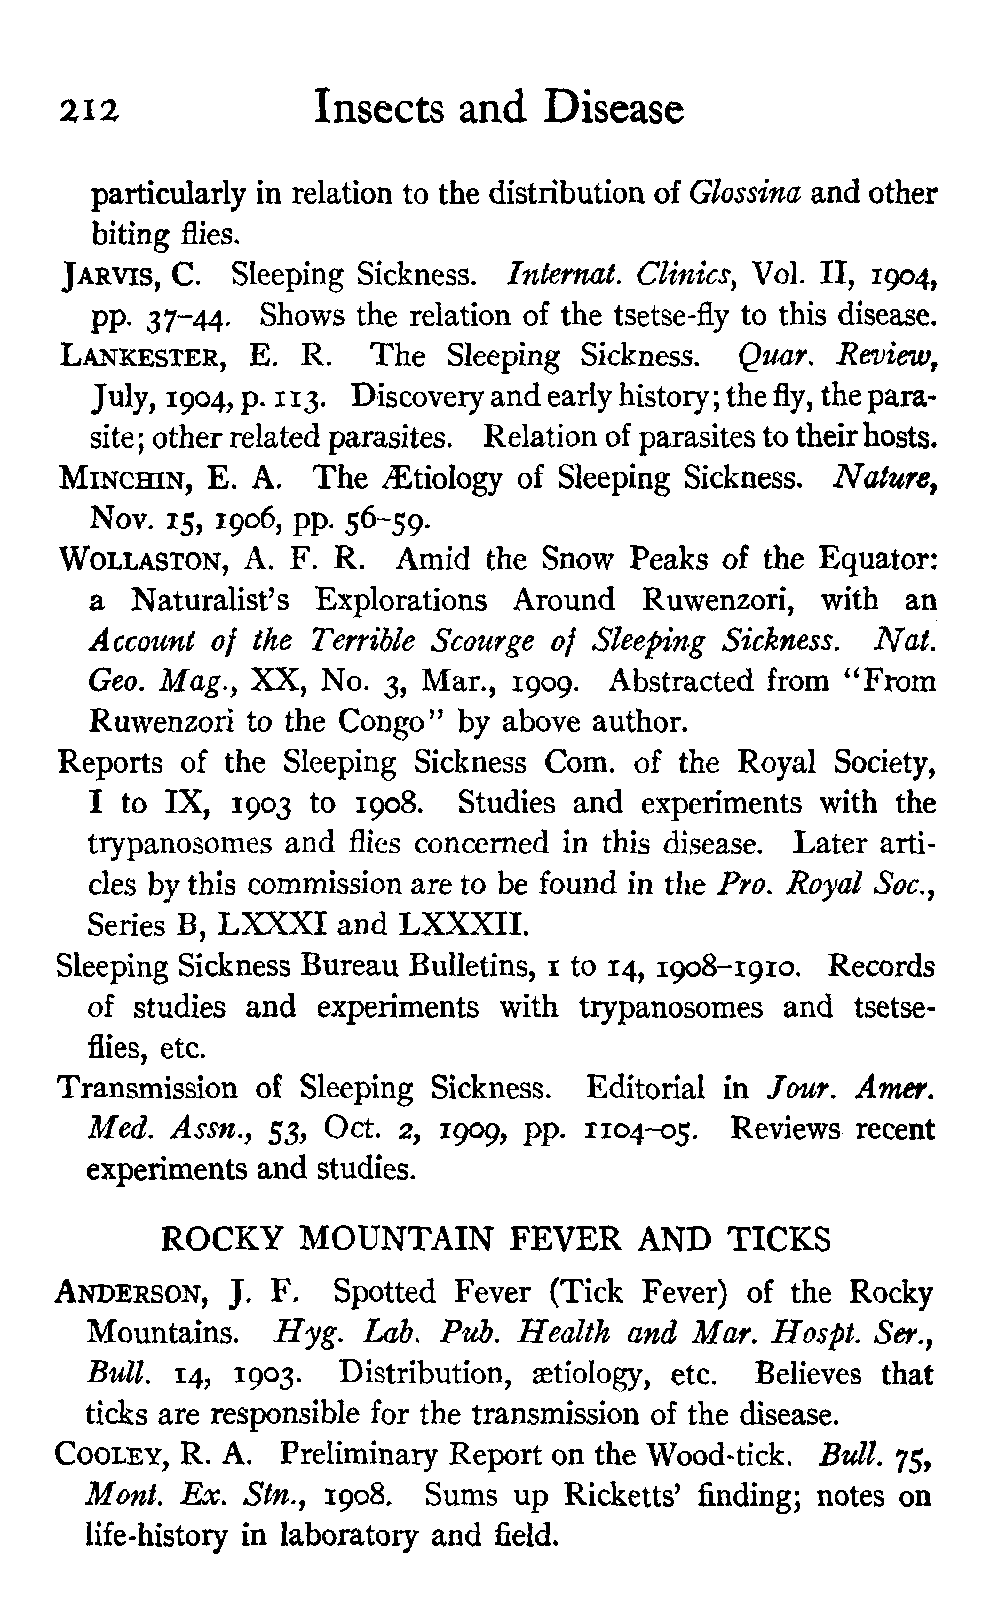 212 Insects and Disease
particularly in relation to the distribution of Glossina and other
biting flies.
JARVIS, C. Sleeping Sickness. Internat. Clinics, Vol. II, 1904,
pp. 37–44. Shows the relation of the tsetse-fly to this disease.
LANKESTER, E. R. The Sleeping Sickness. Quar. Review,
July, 1904, p. 113. Discovery and early history; the fly, the para-
site; other related parasites. Relation of parasites to their hosts.
MINCHIN, E. A. The Ætiology of Sleeping Sickness. Nature,
Nov. 15, 1906, pp. 56–59.
WOLLASTON, A. F. R. Amid the Snow Peaks of the Equator:
a Naturalist's Explorations Around Ruwenzori, with an
Account of the Terrible Scourge of Sleeping Sickness. Nat.
Geo. Mag., XX, No. 3, Mar., 1909. Abstracted from "From
Ruwenzori to the Congo" by above author.
Reports of the Sleeping Sickness Com. of the Royal Society,
I to IX, 1903 to 1908. Studies and experiments with the
trypanosomes and flies concerned in this disease. Later arti-
cles by this commission are to be found in the Pro. Royal Soc.,
Series B, LXXXI and LXXXII.
Sleeping Sickness Bureau Bulletins, 1 to 14, 1908–1910. Records
of studies and experiments with trypanosomes and tsetse-
flies, etc.
Transmission of Sleeping Sickness. Editorial in Jour. Amer.
Med. Assn., 53, Oct. 2, 1909, pp. 1104–05. Reviews recent
experiments and studies.
ROCKY MOUNTAIN FEVER AND TICKS
ANDERSON, J. F. Spotted Fever (Tick Fever) of the Rocky
Mountains. Hyg. Lab. Pub. Health and Mar. Hospt. Ser.,
Bull. 14, 1903. Distribution, ætiology, etc. Believes that
ticks are responsible for the transmission of the disease.
COOLEY, R. A. Preliminary Report on the Wood-tick. Bull. 75,
Mont. Ex. Stn., 1908. Sums up Ricketts' finding; notes on
life-history in laboratory and field.